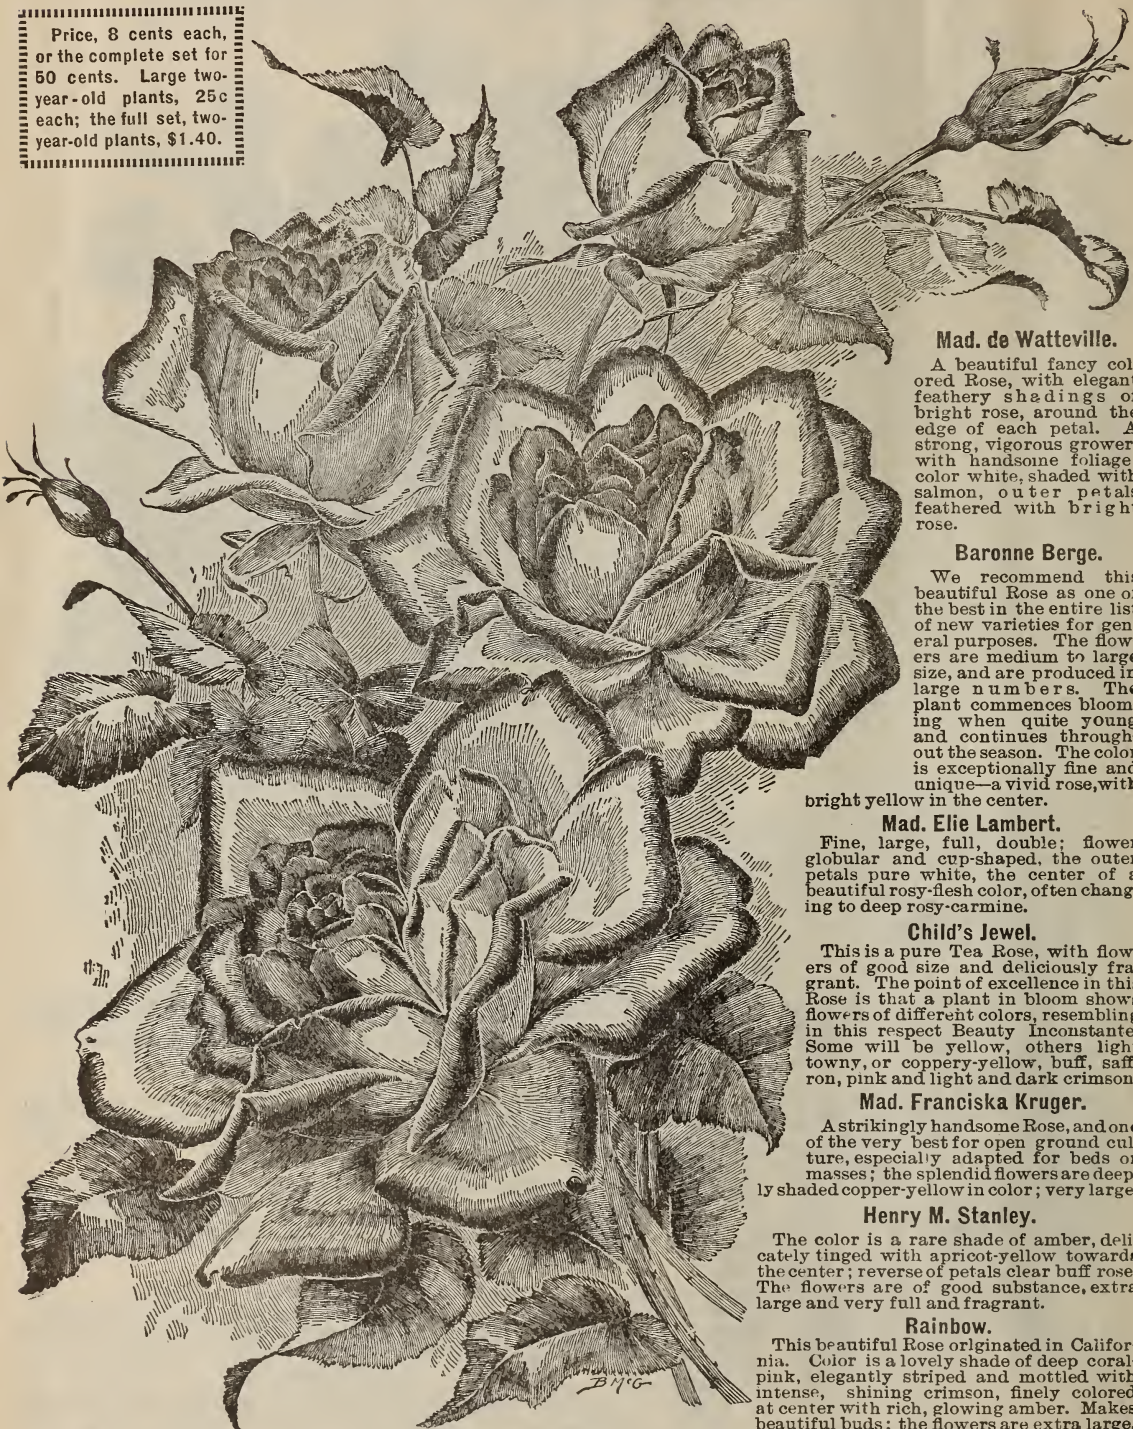 Price, 8 cents each,
or the complete set for
50 cents. Large two-
year-old plants, 25c
each; the full set, two-
year-old plants, $1.40.
Mad. de Watteville.
A beautiful fancy col
ored Rose, with elegant
feathery shadings of
bright rose, around the
edge of each petal. A
strong, vigorous grower
with handsome foliage
color white, shaded with
salmon, outer petals
feathered with bright
rose.
Baronne Berge.
We recommend this
beautiful Rose as one of
the best in the entire list
of new varieties for gen
eral purposes. The flow
ers are medium to large
size, and are produced in
large numbers. The
plant commences bloom
ing when quite young
and continues through
out the season. The color
is exceptionally fine and
unique—a vivid rose, with
bright yellow in the center.
Mad. Elie Lambert.
Fine, large, full, double; flower
globular and cup-shaped, the outer
petals pure white, the center of a
beautiful rosy-flesh color, often chang
ing to deep rosy-carmine.
Child's Jewel.
This is a pure Tea Rose, with flow
ers of good size and deliciously fra
grant. The point of excellence in this
Rose is that a plant in bloom shows
flowers of different colors, resembling
in this respect Beauty Inconstante
Some will be yellow, others light
towny, or coppery-yellow, buff, saff
ron, pink and light and dark crimson
Mad. Franciska Kruger.
A strikingly handsome Rose, and one
of the very best for open ground cul
ture, especially adapted for beds or
masses; the splendid flowers are deep
ly shaded copper-yellow in color; very large
Henry M. Stanley.
The color is a rare shade of amber, deli
cately tinged with apricot-yellow towards
the center; reverse of petals clear buff rose
The flowers are of good substance, extra
large and very full and fragrant.
Rainbow.
This beautiful Rose originated in Califor
nia. Color is a lovely shade of deep coral
pink, elegantly striped and mottled with
intense, shining crimson, finely colored
at center with rich, glowing amber. Makes
beautiful buds; the flowers are extra large,
B McG